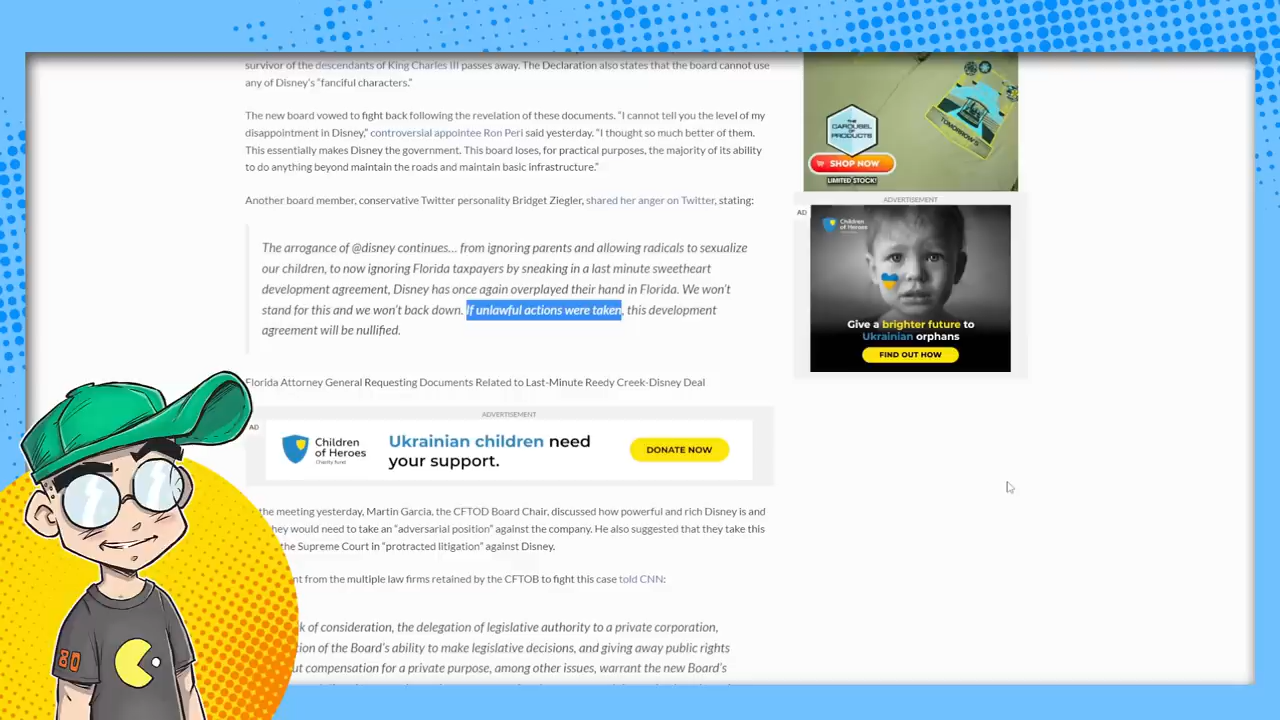 survivor of the descendants of King Charles III passes away. The Declaration also states that the board cannot use
any of Disney's "fanciful characters."
The new board vowed to fight back following the revelation of these documents. "I cannot tell you the level of my
disappointment in Disney," controversial appointee Ron Peri said yesterday. "I thought so much better of them.
This essentially makes Disney the government. This board loses, for practical purposes, the majority of its ability
to do anything beyond maintain the roads and maintain basic infrastructure."
Another board member, conservative Twitter personality Bridget Ziegler, shared her anger on Twitter, stating:
The arrogance of @disney continues… from ignoring parents and allowing radicals to sexualize
our children, to now ignoring Florida taxpayers by sneaking in a last minute sweetheart
development agreement, Disney has once again overplayed their hand in Florida. We won't
stand for this and we won't back down. If unlawful actions were taken, this development
agreement will be nullified.
Florida Attorney General Requesting Documents Related to Last-Minute Reedy Creek-Disney Deal
ADVERTISEMENT
AD
Children
of Heroes
Charity Fund
Ukrainian children need
your support.
DONATE NOW
the meeting yesterday, Martin Garcia, the CFTOD Board Chair, discussed how powerful and rich Disney is and
they would need to take an "adversarial position" against the company. He also suggested that they take this
the Supreme Court in "protracted litigation" against Disney.
nt from the multiple law firms retained by the CFTOB to fight this case told CNN:
k of consideration, the delegation of legislative authority to a private corporation,
tion of the Board's ability to make legislative decisions, and giving away public rights
ut compensation for a private purpose, among other issues, warrant the new Board's
THE
CAROUSEL
OF
PRODUCTS
TOMORROW'S
SHOP NOW
LIMITED STOCK!
ADVERTISEMENT
AD
Children
of Heroes
Give a brighter future to
Ukrainian orphans
FIND OUT HOW
80